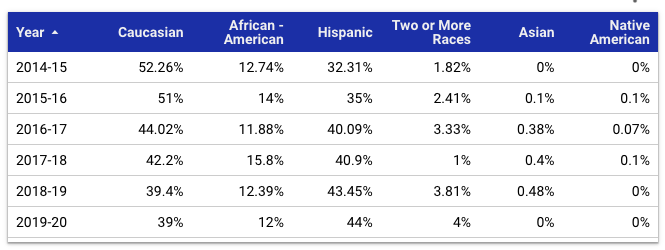 Year Caucasian African - American Hispanic Two or More Races Asian Native American
2014-15 52.26% 12.74% 32.31% 1.82% 0% 0%
2015-16 51% 14% 35% 2.41% 0.1% 0.1%
2016-17 44.02% 11.88% 40.09% 3.33% 0.38% 0.07%
2017-18 42.2% 15.8% 40.9% 1% 0.4% 0.1%
2018-19 39.4% 12.39% 43.45% 3.81% 0.48% 0%
2019-20 39% 12% 44% 4% 0% 0%